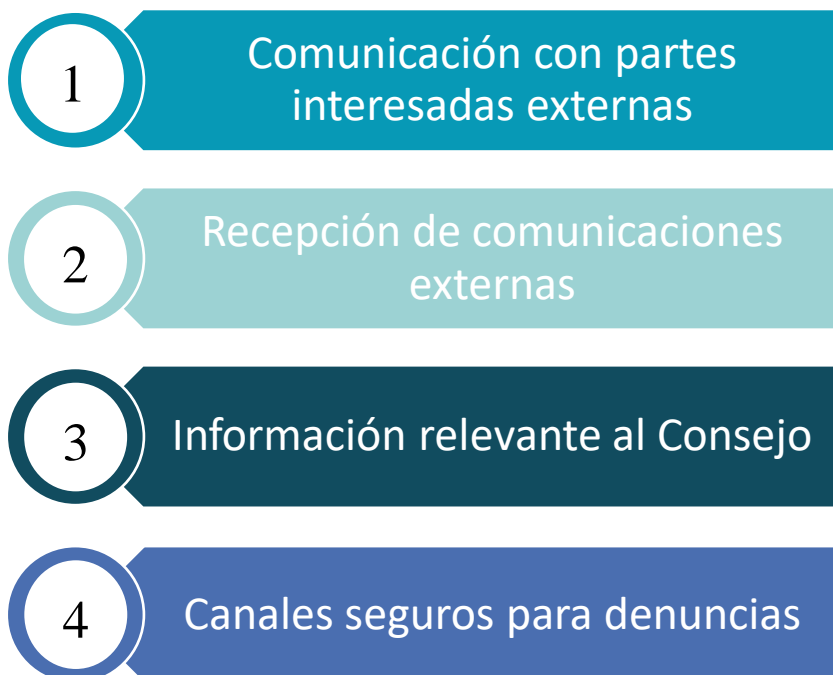 1
Comunicación con partes
interesadas externas
2
Recepción de comunicaciones
externas
3
Información relevante al Consejo
4
Canales seguros para denuncias